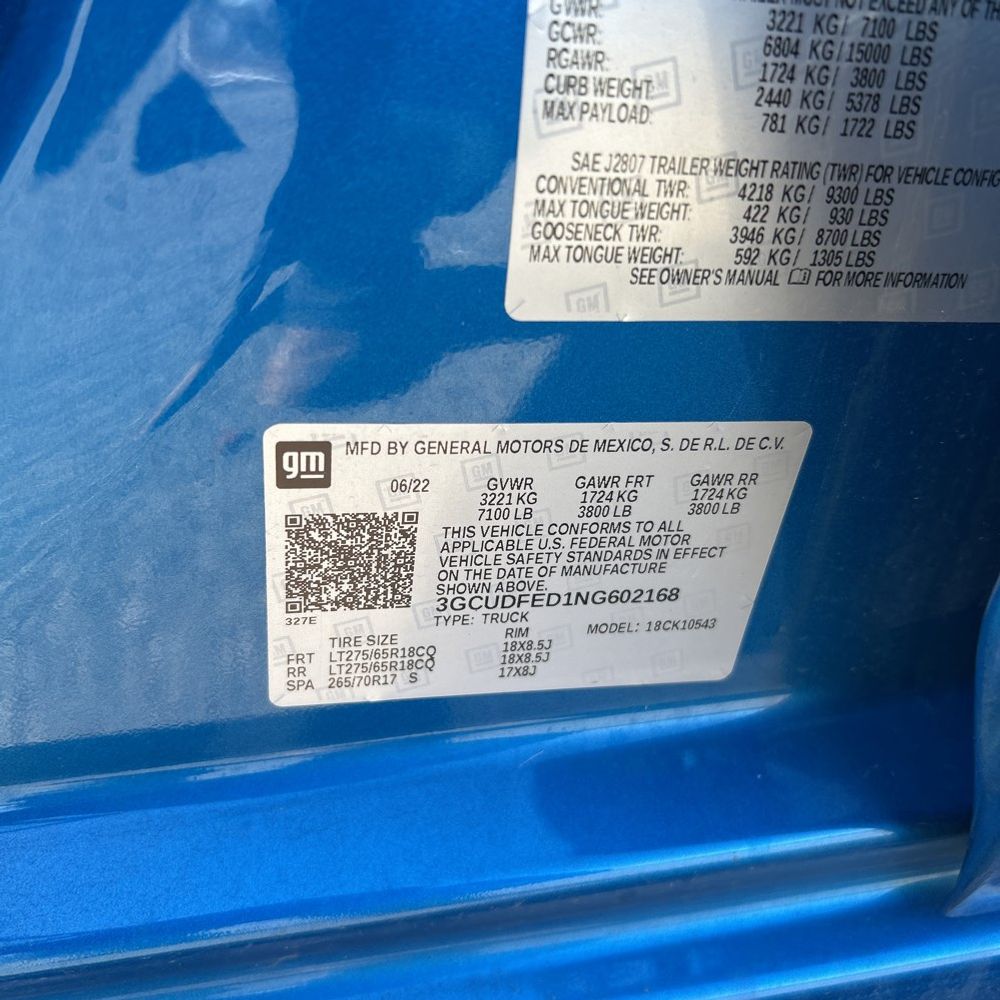 TRAILER MUST NOT EXCEED ANY OF TH
GVWR: 3221 KG/ 7100 LBS
GCWR: 6804 KG/15000 LBS
RGAWR: 1724 KG/ 3800 LBS
CURB WEIGHT: 2440 KG/ 5378 LBS
MAX PAYLOAD: 781 KG/ 1722 LBS
SAE J2807 TRAILER WEIGHT RATING (TWR) FOR VEHICLE CONFIG
CONVENTIONAL TWR: 4218 KG/ 9300 LBS
MAX TONGUE WEIGHT: 422 KG/ 930 LBS
GOOSENECK TWR: 3946 KG/ 8700 LBS
MAX TONGUE WEIGHT: 592 KG/ 1305 LBS
SEE OWNER'S MANUAL FOR MORE INFORMATION
gm MFD BY GENERAL MOTORS DE MEXICO, S. DE R.L. DE C.V.
06/22 GVWR GAWR FRT GAWR RR
3221 KG 1724 KG 1724 KG
7100 LB 3800 LB 3800 LB
THIS VEHICLE CONFORMS TO ALL
APPLICABLE U.S. FEDERAL MOTOR
VEHICLE SAFETY STANDARDS IN EFFECT
ON THE DATE OF MANUFACTURE
SHOWN ABOVE.
3GCUDFED1NG602168
327E
TYPE: TRUCK MODEL: 18CK10543
TIRE SIZE RIM
FRT LT275/65R18CQ 18X8.5J
RR LT275/65R18CQ 18X8.5J
SPA 265/70R17 S 17X8J